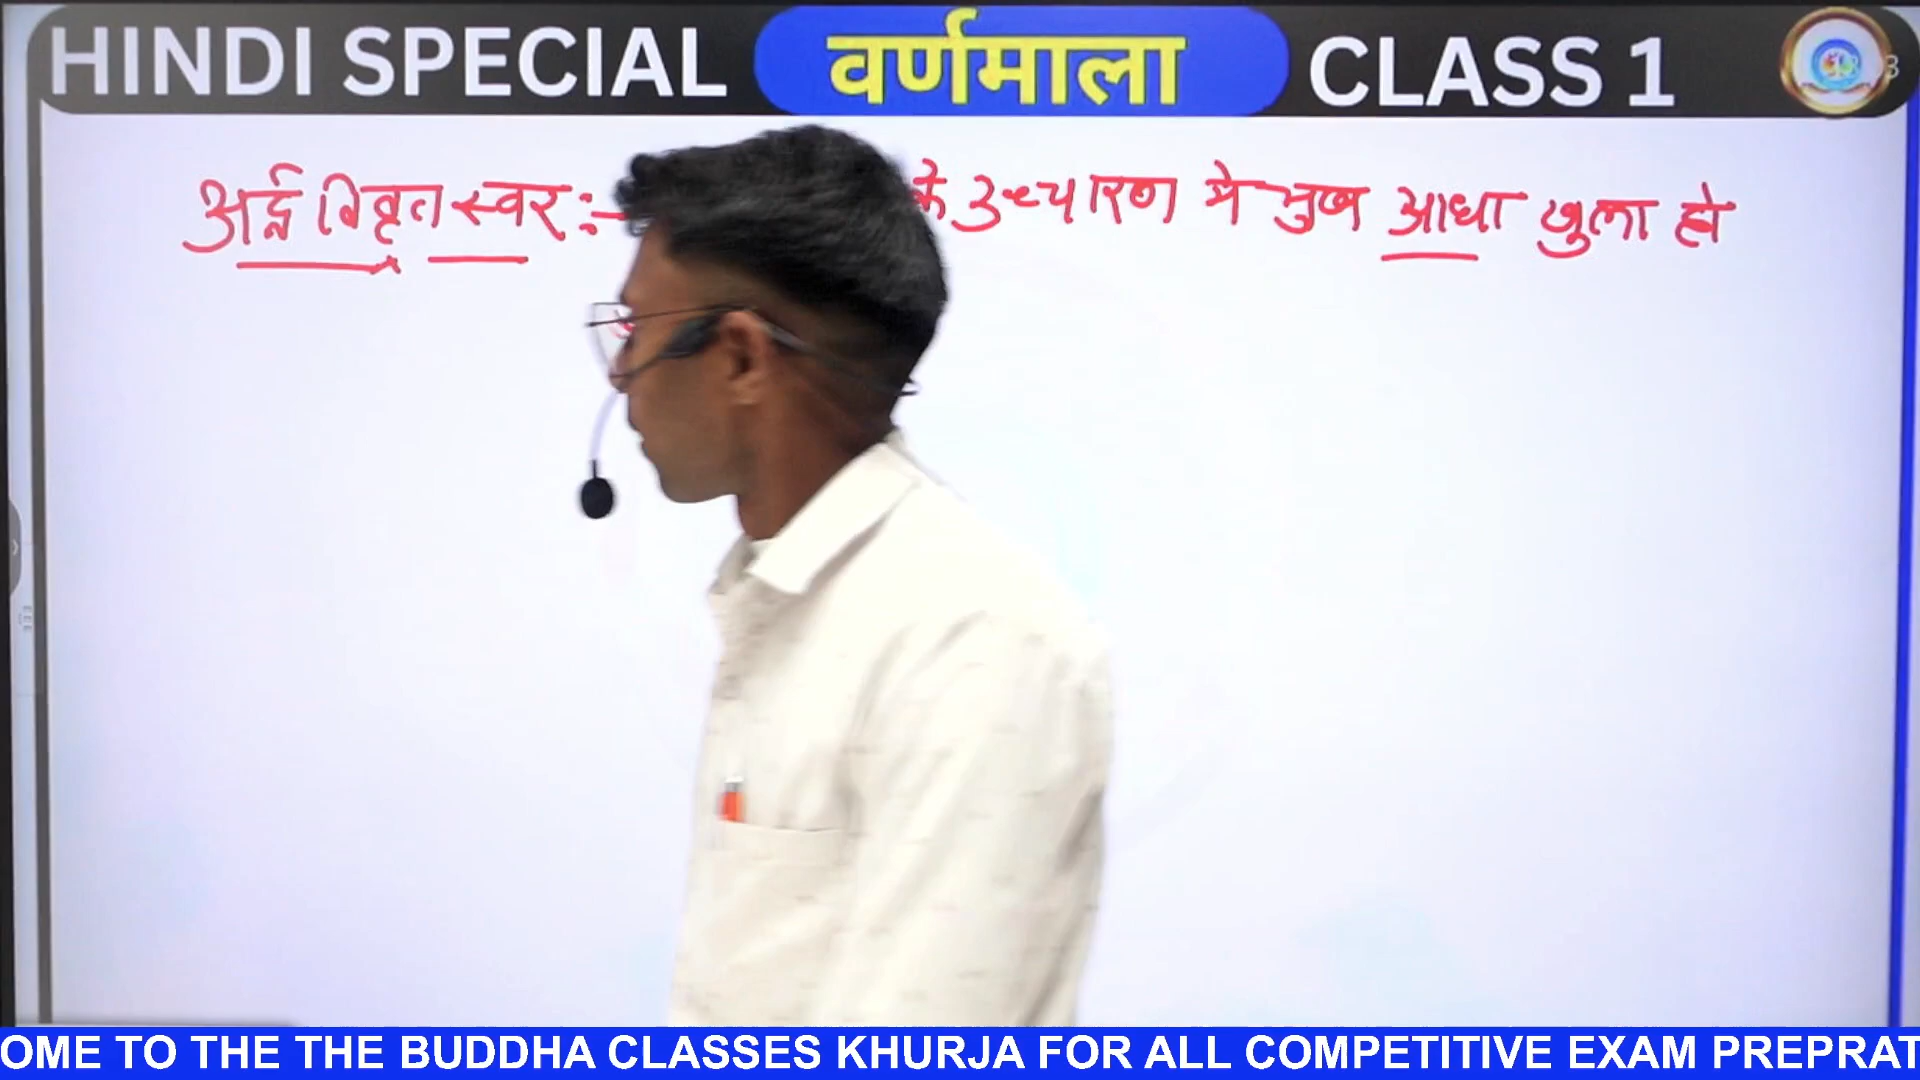 HINDI SPECIAL वर्णमाला CLASS 1
अर्द्ध विवृत स्वर :- के उच्चारण मे मुख आधा खुला हो
OME TO THE THE BUDDHA CLASSES KHURJA FOR ALL COMPETITIVE EXAM PREPRAT